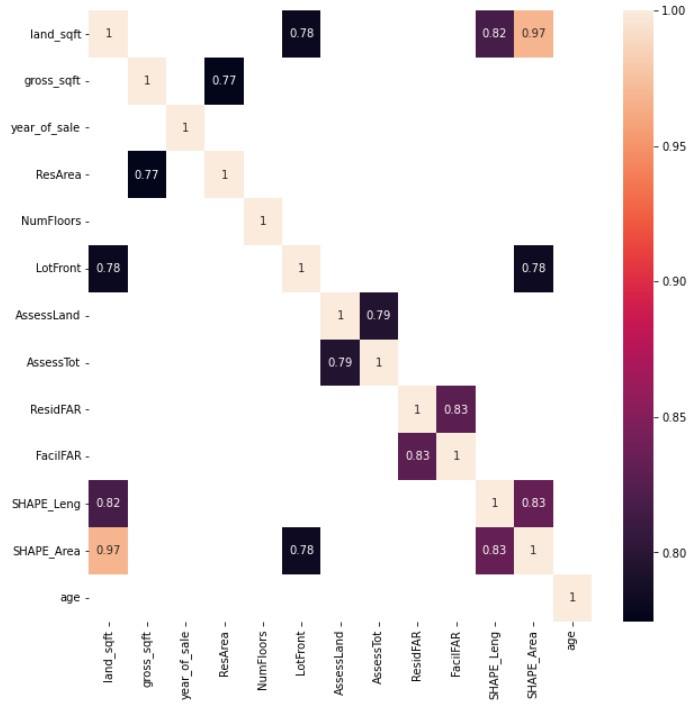 land_sqft 1 0.78 0.82 0.97
gross_sqft 1 0.77
year_of_sale 1
ResArea 0.77 1
NumFloors 1
LotFront 0.78 1 0.78
AssessLand 1 0.79
AssessTot 0.79 1
ResidFAR 1 0.83
FacilFAR 0.83 1
SHAPE_Leng 0.82 1 0.83
SHAPE_Area 0.97 0.78 0.83 1
age 1
land_sqft
gross_sqft
year_of_sale
ResArea
NumFloors
LotFront
AssessLand
AssessTot
ResidFAR
FacilFAR
SHAPE_Leng
SHAPE_Area
age
1.00
0.95
0.90
0.85
0.80